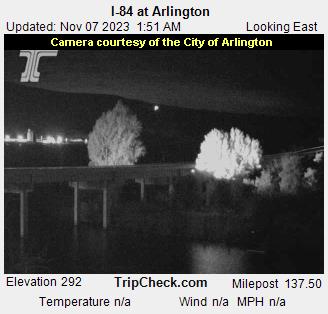 I-84 at Arlington
Updated: Nov 07 2023 1:51 AM Looking East
Camera courtesy of the City of Arlington
Elevation 292 TripCheck.com Milepost 137.50
Temperature n/a Wind n/a MPH n/a